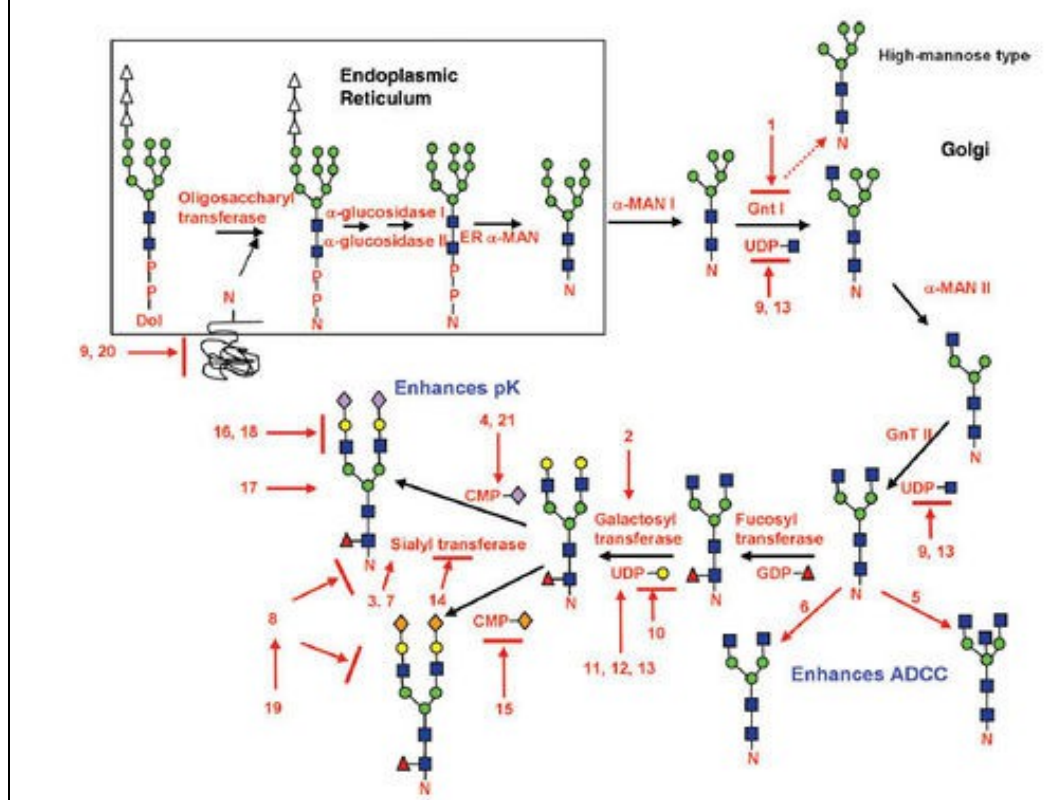 High-mannose type
Endoplasmic
Reticulum
1
N
Golgi
Oligosaccharyl
transferase
α-glucosidase I
α-glucosidase II
ER α-MAN
α-MAN I
Gnt I
UDP
N
N
N
9, 13
P
P
Dol
P
P
N
P
P
N
N
α-MAN II
9, 20
Enhances pK
4, 21
2
GnT II
N
16, 18
17
CMP
Galactosyl
transferase
Fucosyl
transferase
UDP
9, 13
Sialyl transferase
UDP
GDP
N
3, 7
14
N
N
N
6
5
8
CMP
10
11, 12, 13
Enhances ADCC
19
15
N
N
N